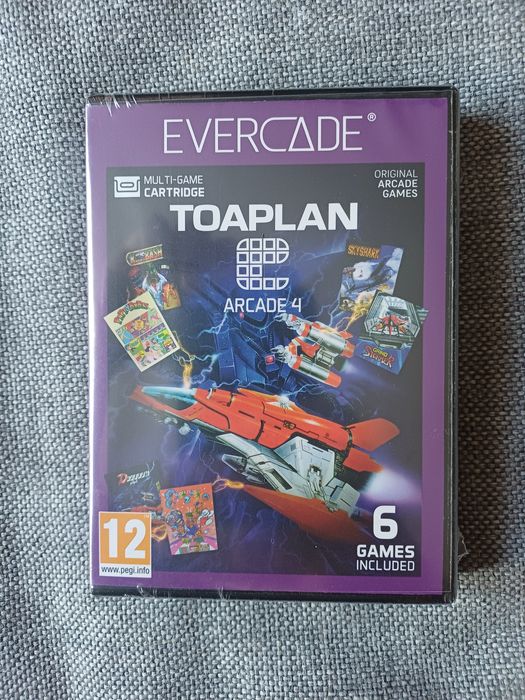 EVERCADE®
MULTI-GAME
CARTRIDGE
ORIGINAL
ARCADE
GAMES
TOAPLAN
ARCADE 4
SKYSHARK
12
www.pegi.info
6
GAMES
INCLUDED